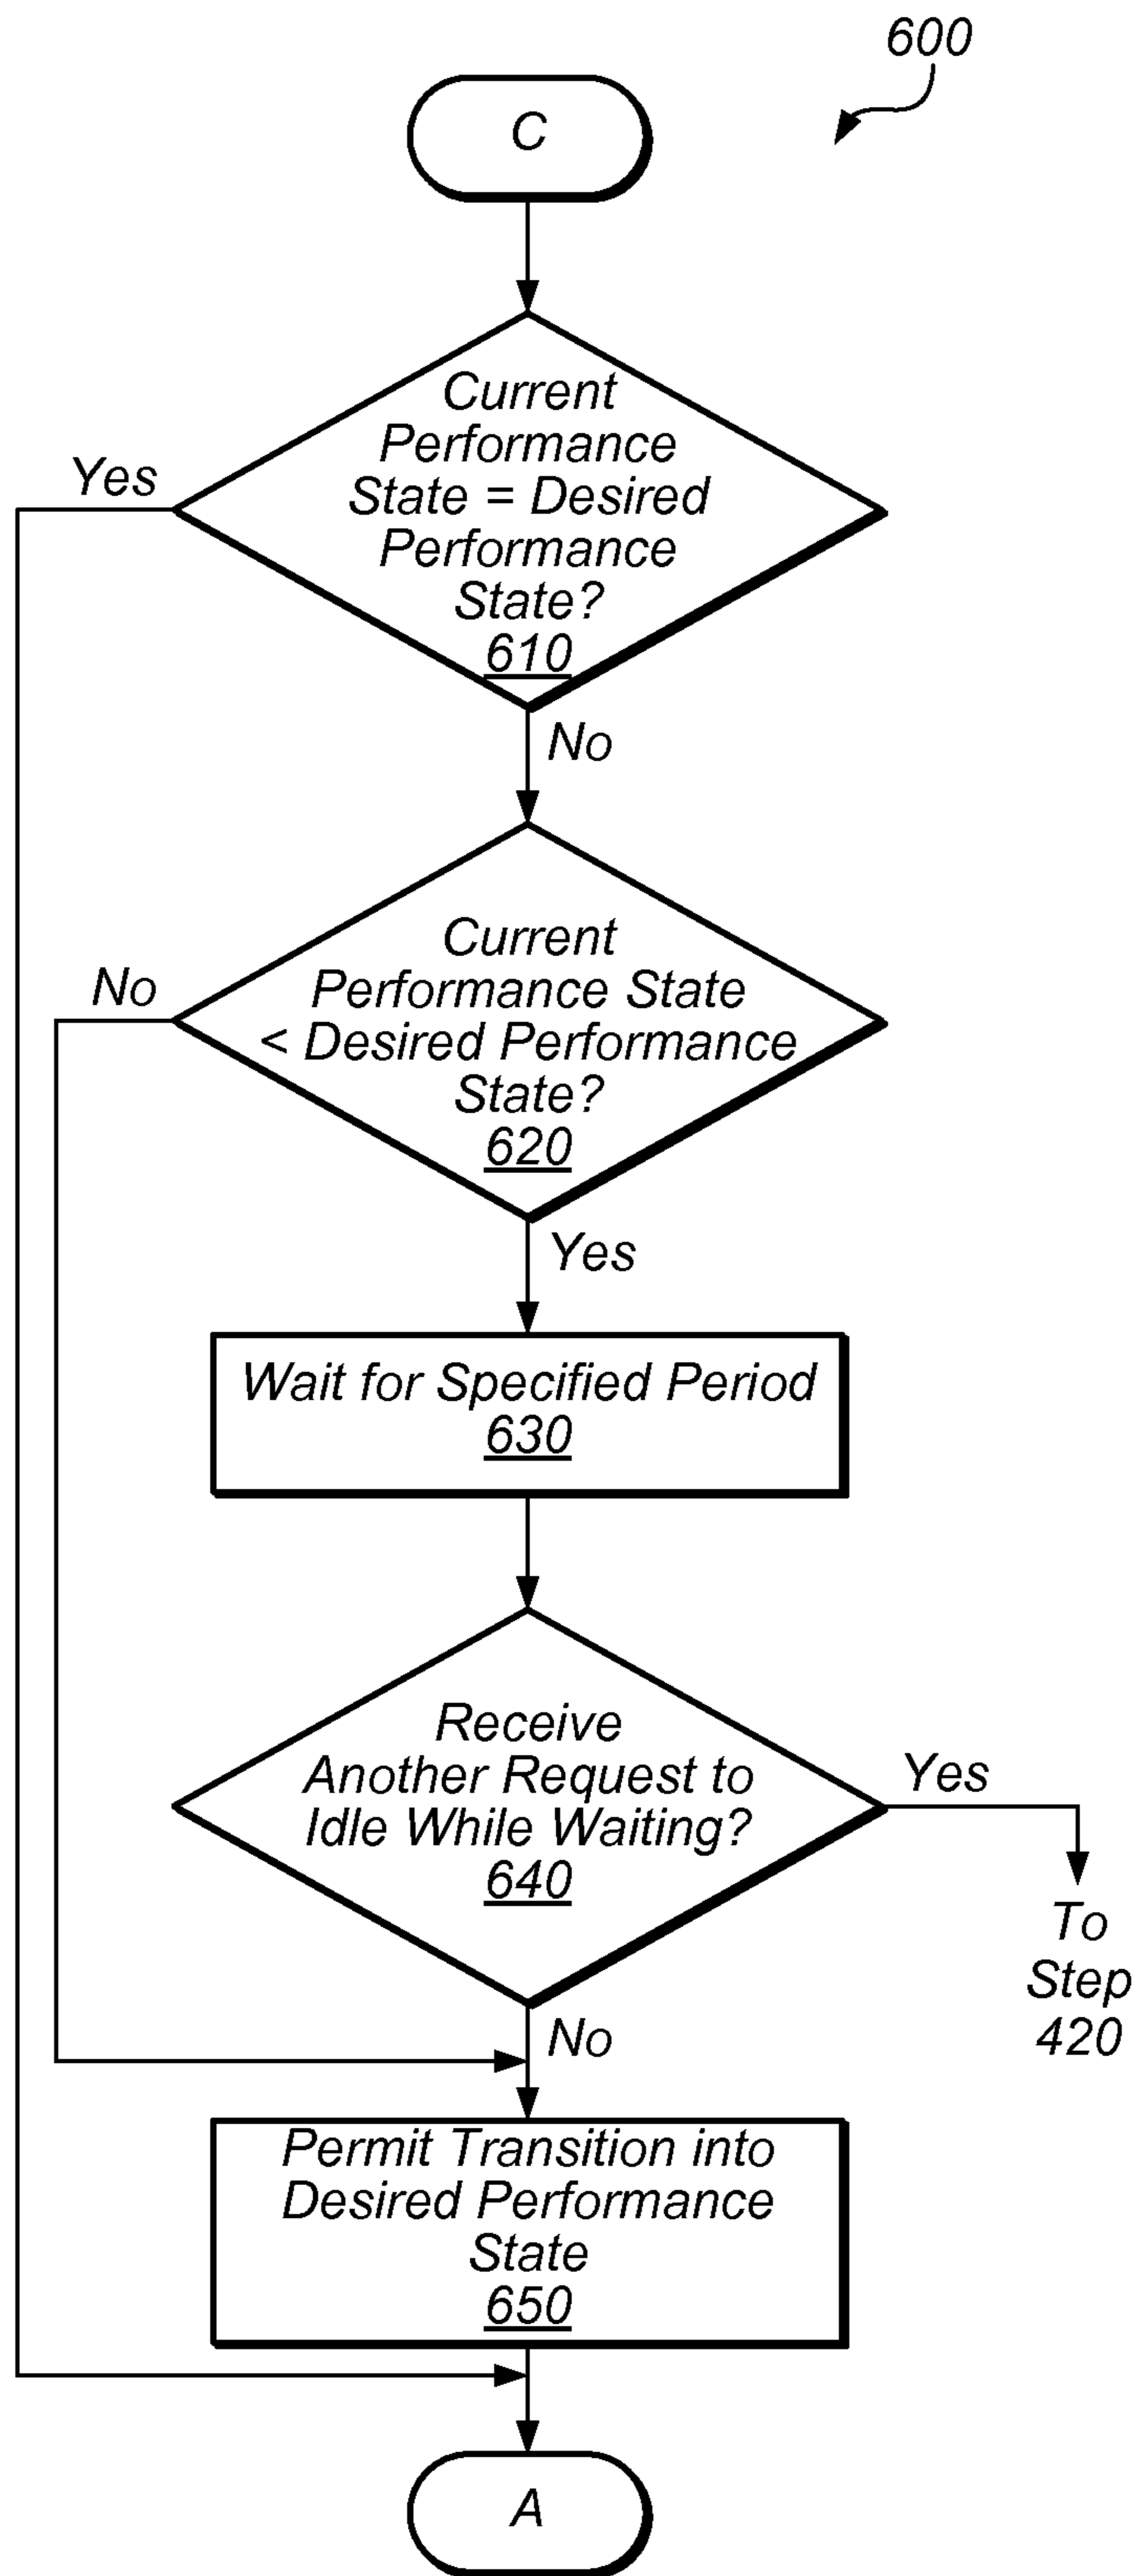 600
C
Current
Performance
State = Desired
Performance
State?
610
Yes
No
Current
Performance State
< Desired Performance
State?
620
No
Yes
Wait for Specified Period
630
Receive
Another Request to
Idle While Waiting?
640
Yes
To
Step
420
No
Permit Transition into
Desired Performance
State
650
A